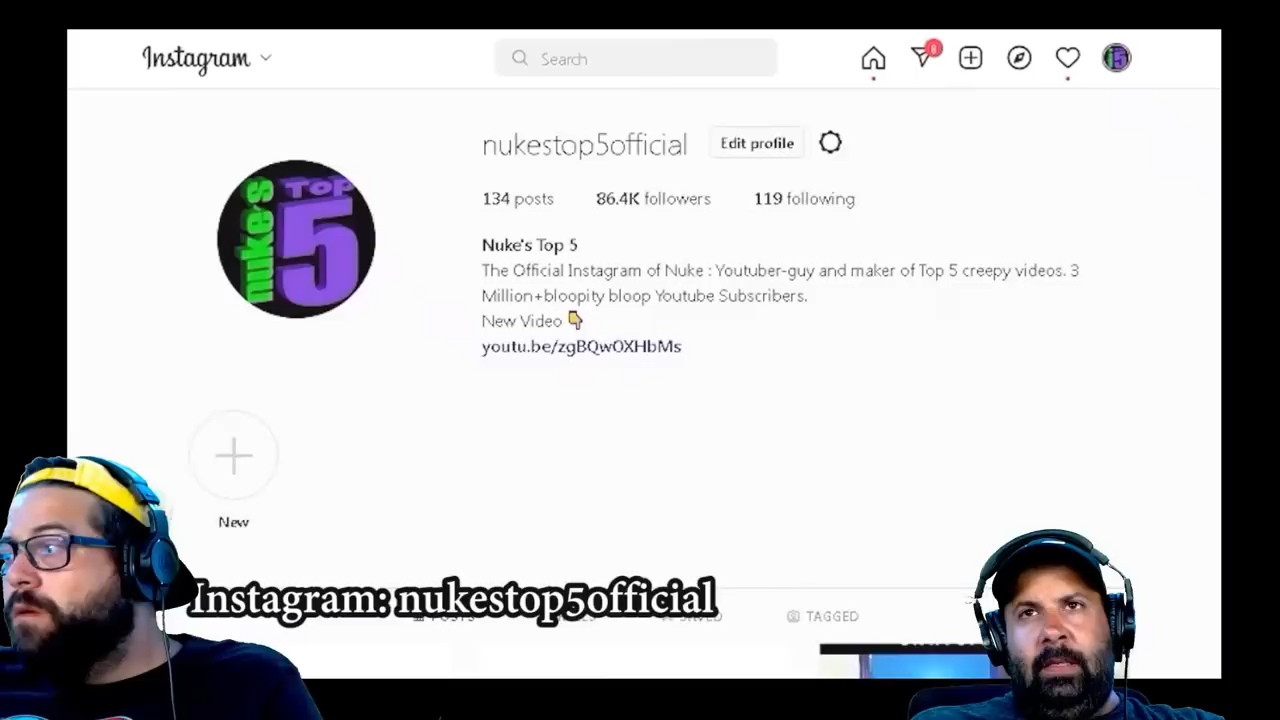 Instagram
Search
8
nukestop5official
Edit profile
134 posts
86.4K followers
119 following
nuke's Top 5
Nuke's Top 5
The Official Instagram of Nuke : Youtuber-guy and maker of Top 5 creepy videos. 3
Million+bloopity bloop Youtube Subscribers.
New Video 👇
youtu.be/zgBQwOXHbMs
New
Instagram: nukestop5official
TAGGED